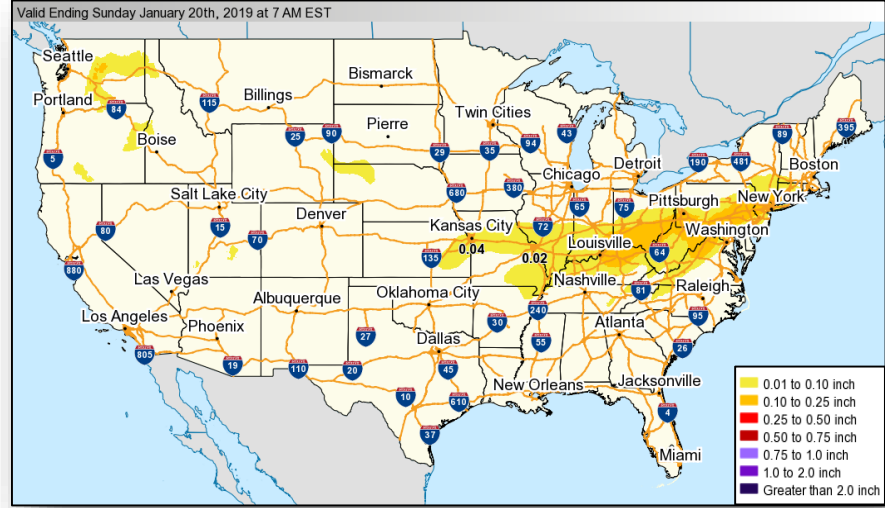 Valid Ending Sunday January 20th, 2019 at 7 AM EST
Seattle
Bismarck
Billings
115
Portland
84
Twin Cities
Pierre
25
90
43
89
395
Boise
5
29
35
94
190
481
Boston
Detroit
Chicago
Salt Lake City
680
380
65
75
Pittsburgh
New York
Denver
80
15
70
Kansas City
72
Louisville
Washington
0.04
0.02
135
64
880
Las Vegas
Nashville
81
Raleigh
Albuquerque
Oklahoma City
240
Los Angeles
Phoenix
30
Atlanta
95
27
Dallas
55
26
805
19
110
20
45
New Orleans
Jacksonville
10
610
4
37
Miami
0.01 to 0.10 inch
0.10 to 0.25 inch
0.25 to 0.50 inch
0.50 to 0.75 inch
0.75 to 1.0 inch
1.0 to 2.0 inch
Greater than 2.0 inch